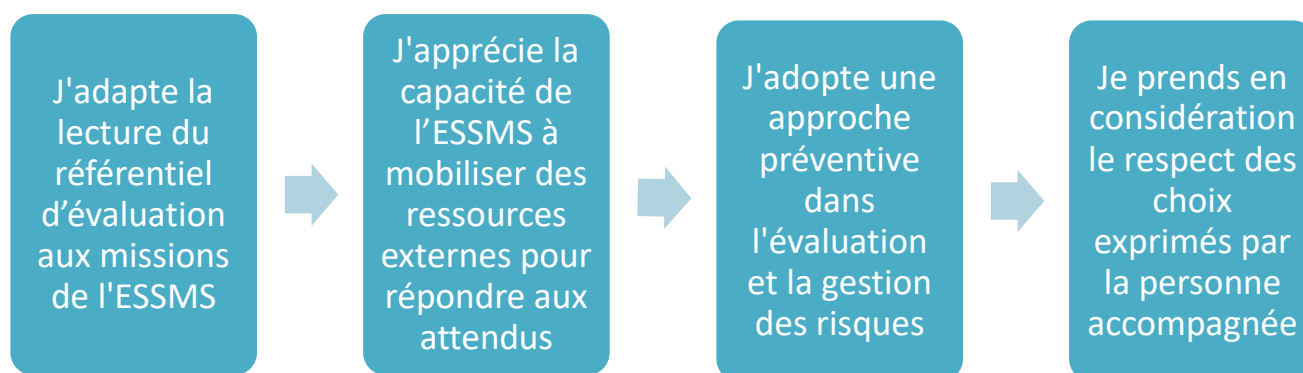 J'adapte la
lecture du
référentiel
d’évaluation
aux missions
de l'ESSMS
J'apprécie la
capacité de
l’ESSMS à
mobiliser des
ressources
externes pour
répondre aux
attendus
J'adopte une
approche
préventive
dans
l'évaluation
et la gestion
des risques
Je prends en
considération
le respect des
choix
exprimés par
la personne
accompagnée